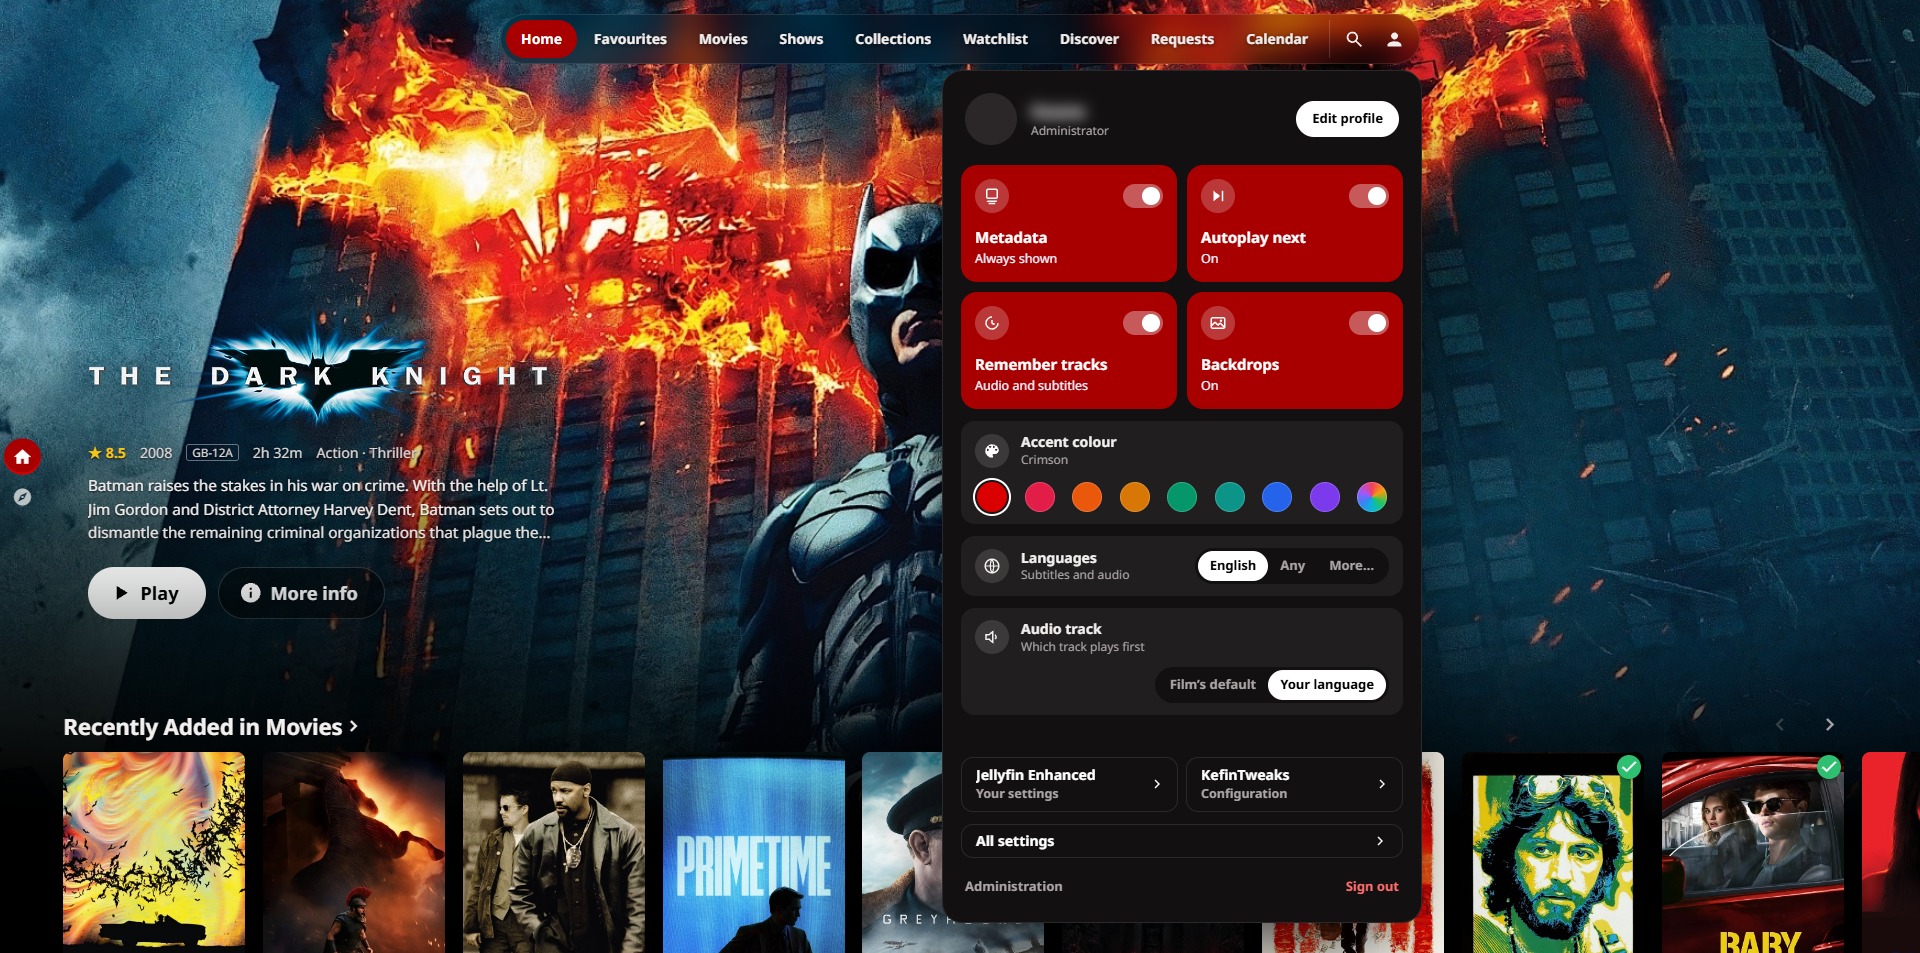 Home Favourites Movies Shows Collections Watchlist Discover Requests Calendar
Administrator
Edit profile
Metadata
Always shown
Autoplay next
On
Remember tracks
Audio and subtitles
Backdrops
On
Accent colour
Crimson
Languages
Subtitles and audio
English Any More...
Audio track
Which track plays first
Film's default Your language
Jellyfin Enhanced
Your settings
KefinTweaks
Configuration
All settings
Administration Sign out
THE DARK KNIGHT
8.5 2008 GB-12A 2h 32m Action · Thriller
Batman raises the stakes in his war on crime. With the help of Lt.
Jim Gordon and District Attorney Harvey Dent, Batman sets out to
dismantle the remaining criminal organizations that plague the...
Play More info
Recently Added in Movies
PRIMETIME
BABY